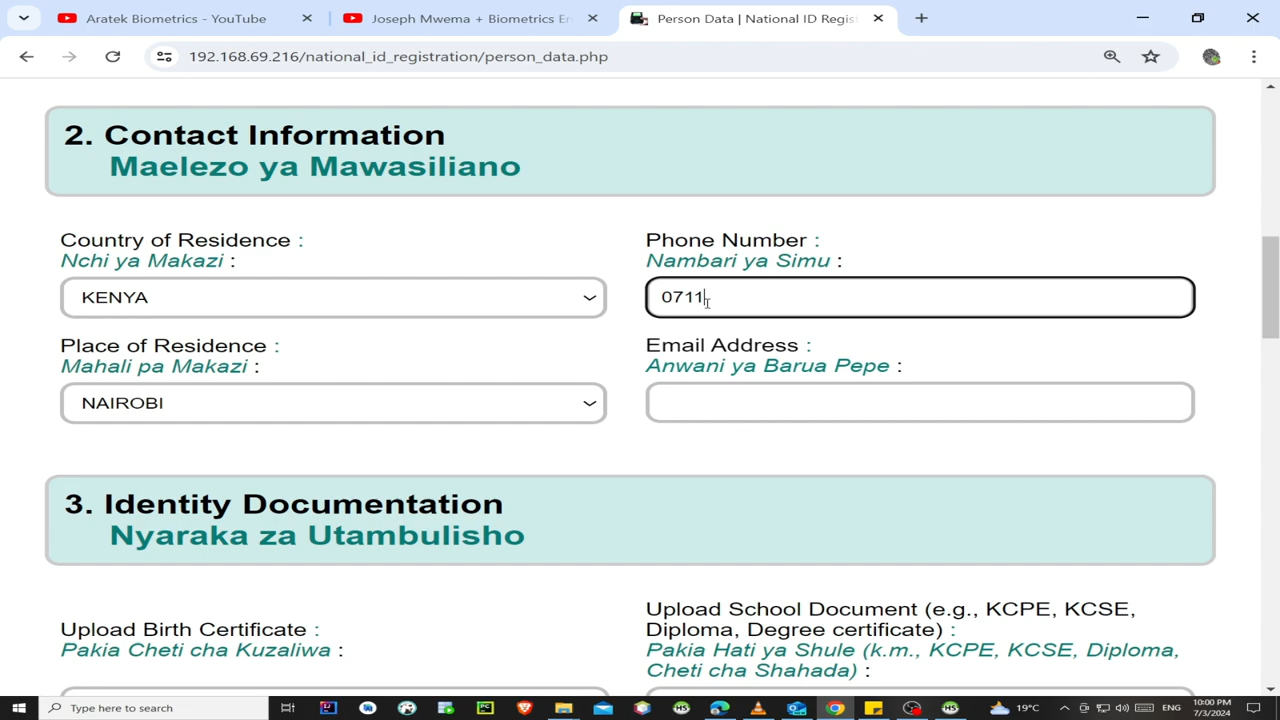 Aratek Biometrics - YouTube
Joseph Mwema + Biometrics En
Person Data | National ID Regis
192.168.69.216/national_id_registration/person_data.php
2. Contact Information
Maelezo ya Mawasiliano
Country of Residence :
Nchi ya Makazi :
KENYA
Phone Number :
Nambari ya Simu :
0711
Place of Residence :
Mahali pa Makazi :
NAIROBI
Email Address :
Anwani ya Barua Pepe :
3. Identity Documentation
Nyaraka za Utambulisho
Upload Birth Certificate :
Pakia Cheti cha Kuzaliwa :
Upload School Document (e.g., KCPE, KCSE,
Diploma, Degree certificate) :
Pakia Hati ya Shule (k.m., KCPE, KCSE, Diploma,
Cheti cha Shahada) :
Type here to search
19°C
ENG
10:00 PM
7/3/2024